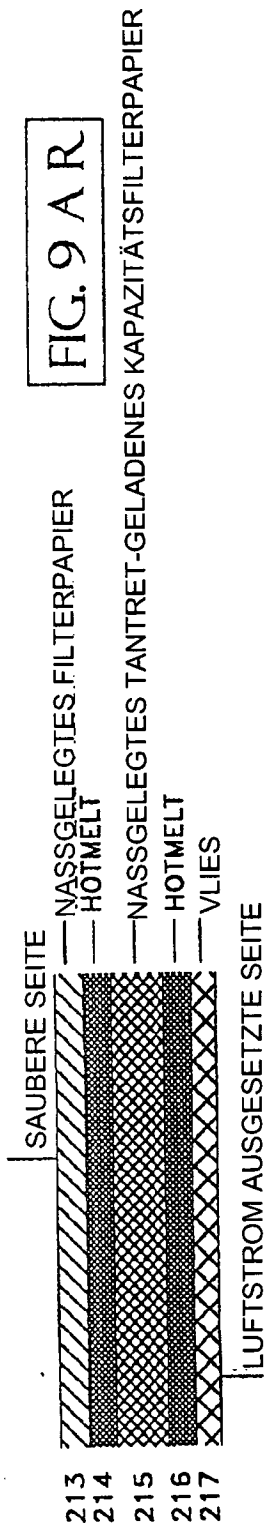 FIG. 9 A R
SAUBERE SEITE
213
NASSGELEGTES FILTERPAPIER
214
HOTMELT
215
NASSGELEGTES TANTRET-GELADENES KAPAZITÄTSFILTERPAPIER
216
HOTMELT
217
VLIES
LUFTSTROM AUSGESETZTE SEITE